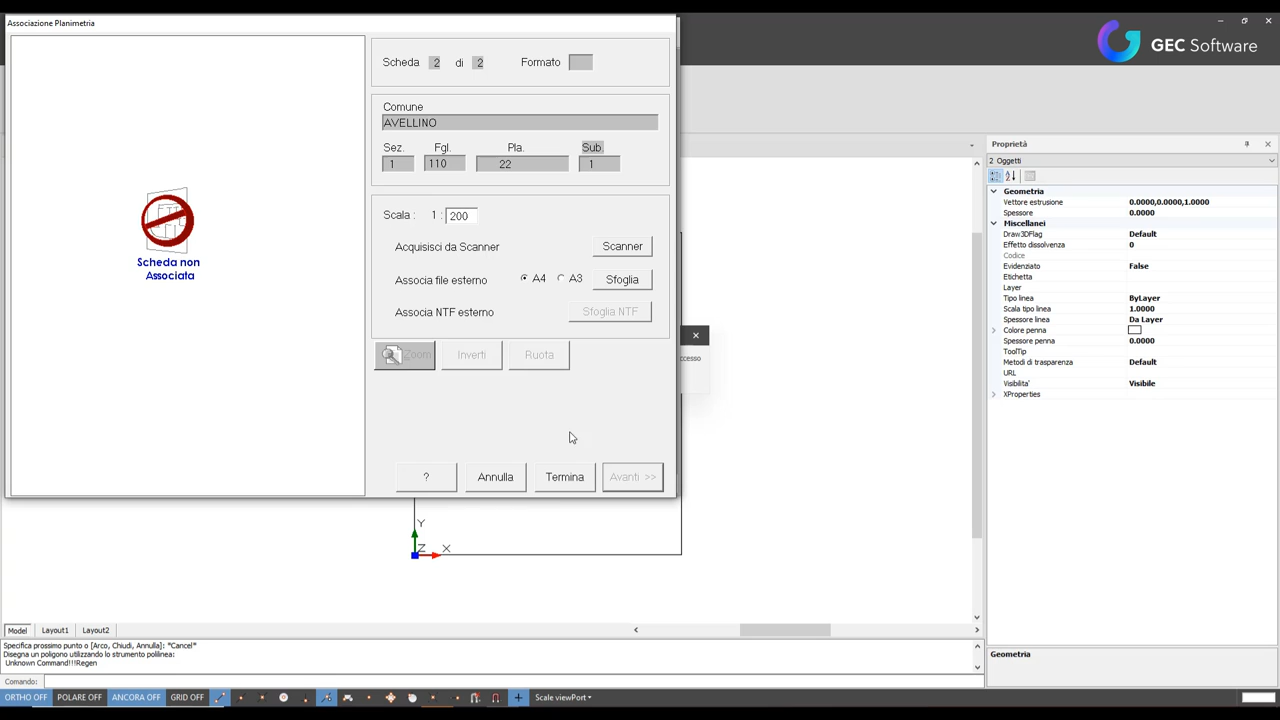 Associazione Planimetria
GEC Software
Scheda 2 di 2 Formato
Comune
AVELLINO
Sez. Fgl. Pla. Sub.
1 110 22 1
Scala : 1 : 200
Acquisisci da Scanner Scanner
Associa file esterno A4 A3 Sfoglia
Associa NTF esterno Sfoglia NTF
Zoom Inverti Ruota
Scheda non
Associata
ccesso
? Annulla Termina Avanti >>
Y
Z X
Proprietà
2 Oggetti
Geometria
Vettore estrusione 0.0000,0.0000,1.0000
Spessore 0.0000
Miscellanei
Draw3DFlag Default
Effetto dissolvenza 0
Codice
Evidenziato False
Etichetta
Layer
Tipo linea ByLayer
Scala tipo linea 1.0000
Spessore linea Da Layer
Colore penna
Spessore penna 0.0000
ToolTip
Metodi di trasparenza Default
URL
Visibilita' Visibile
XProperties
Geometria
Model Layout1 Layout2
Specifica prossimo punto o [Arco, Chiudi, Annulla]: *Cancel*
Disegna un poligono utilizzando lo strumento polilinea:
Unknown Command!!!Regen
Comando:
ORTHO OFF POLARE OFF ANCORA OFF GRID OFF Scale viewPort